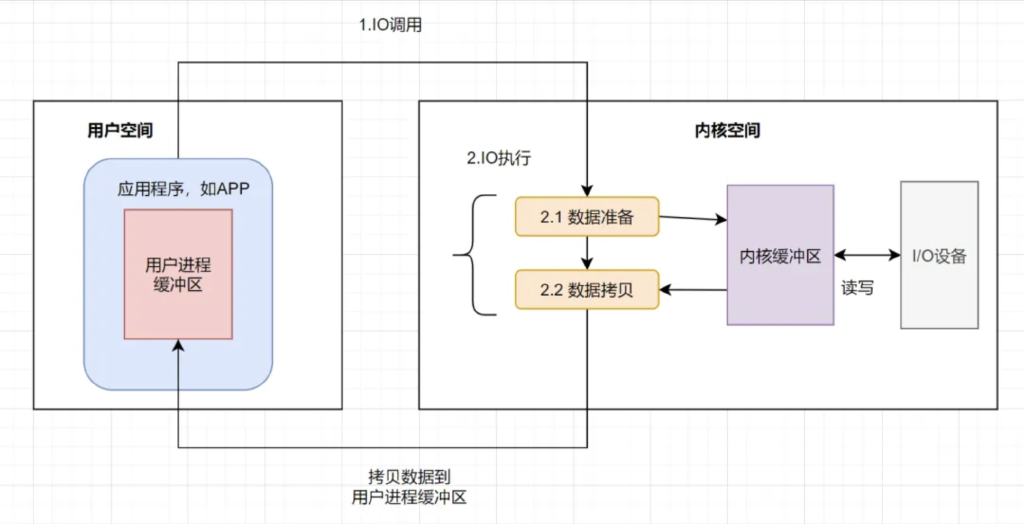 1.IO调用
用户空间
内核空间
2.IO执行
应用程序，如APP
用户进程
缓冲区
2.1 数据准备
2.2 数据拷贝
内核缓冲区
读写
I/O设备
拷贝数据到
用户进程缓冲区